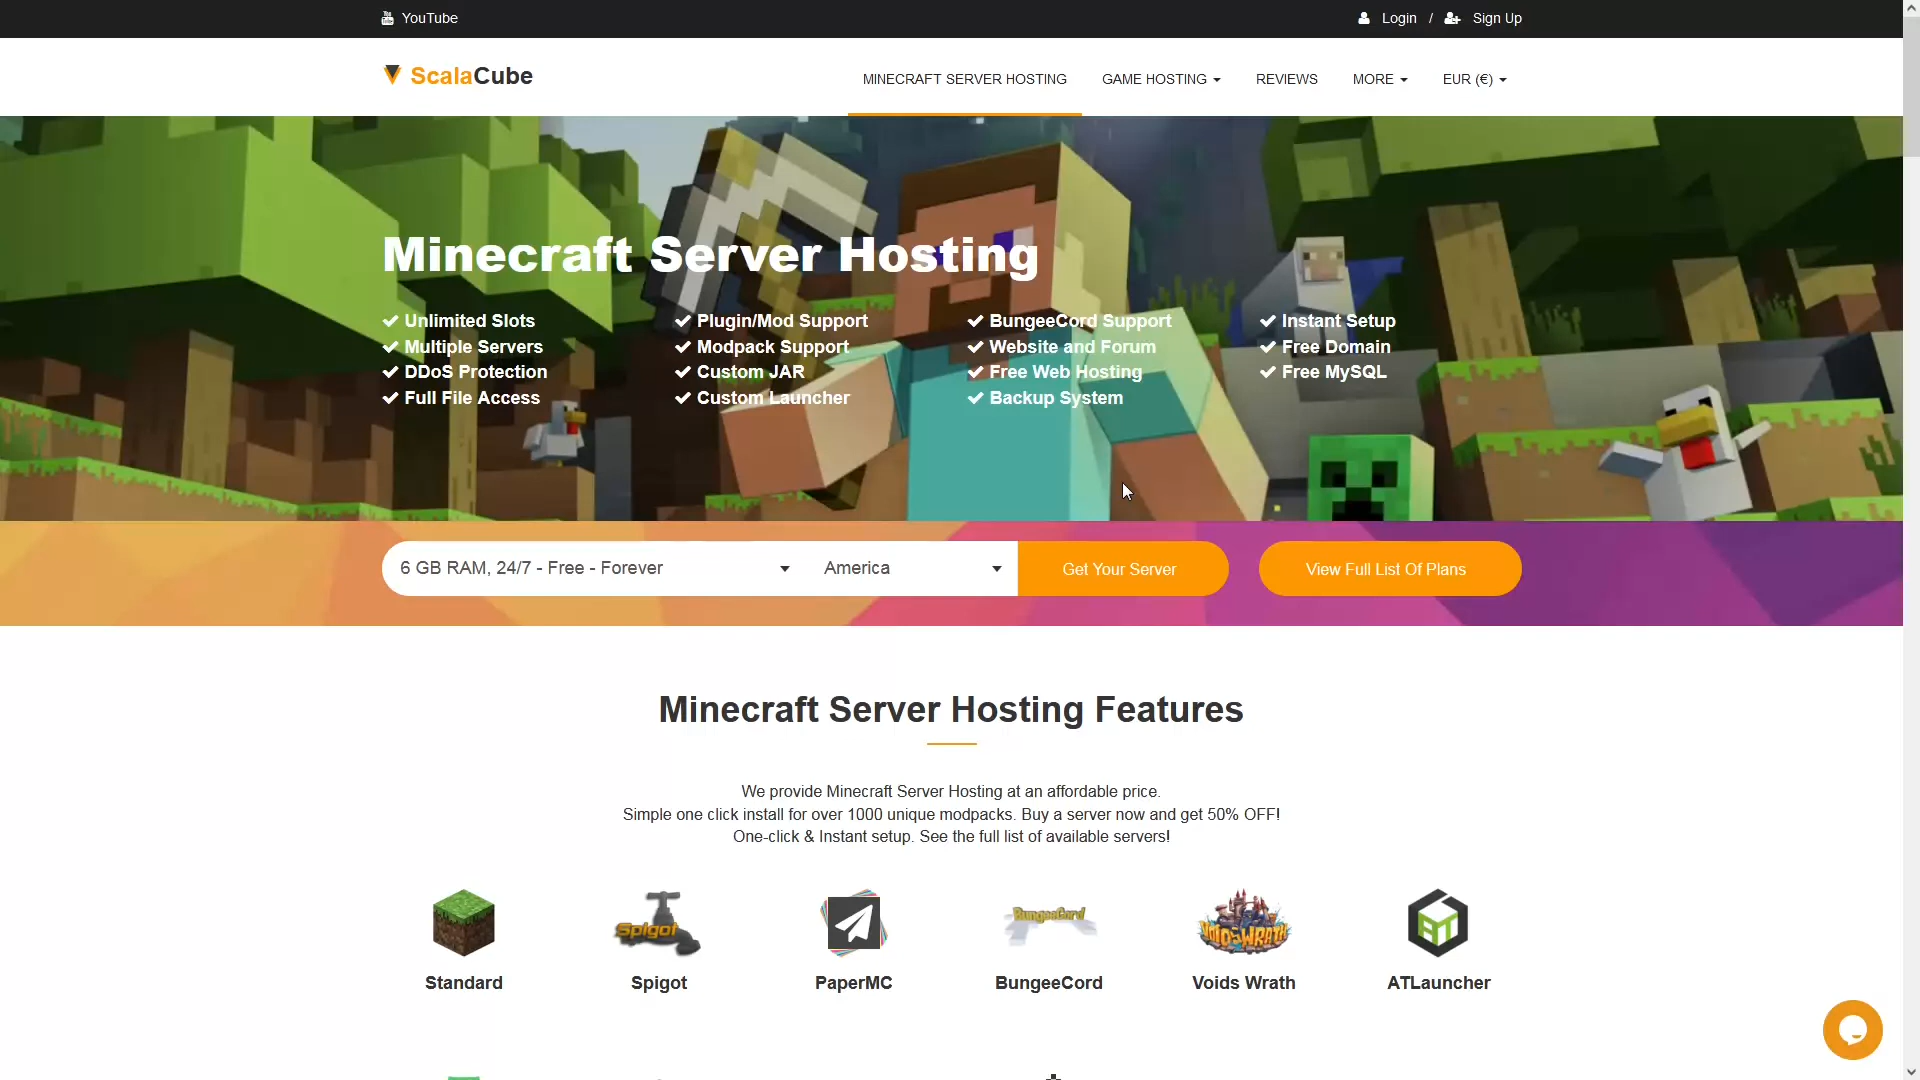 YouTube
Login / Sign Up
ScalaCube
MINECRAFT SERVER HOSTING
GAME HOSTING
REVIEWS
MORE
EUR (€)
Minecraft Server Hosting
Unlimited Slots
Multiple Servers
DDoS Protection
Full File Access
Plugin/Mod Support
Modpack Support
Custom JAR
Custom Launcher
BungeeCord Support
Website and Forum
Free Web Hosting
Backup System
Instant Setup
Free Domain
Free MySQL
6 GB RAM, 24/7 - Free - Forever
America
Get Your Server
View Full List Of Plans
Minecraft Server Hosting Features
We provide Minecraft Server Hosting at an affordable price.
Simple one click install for over 1000 unique modpacks. Buy a server now and get 50% OFF!
One-click & Instant setup. See the full list of available servers!
Spigot
BungeeCord
VOIDS WRATH
Standard
Spigot
PaperMC
BungeeCord
Voids Wrath
ATLauncher